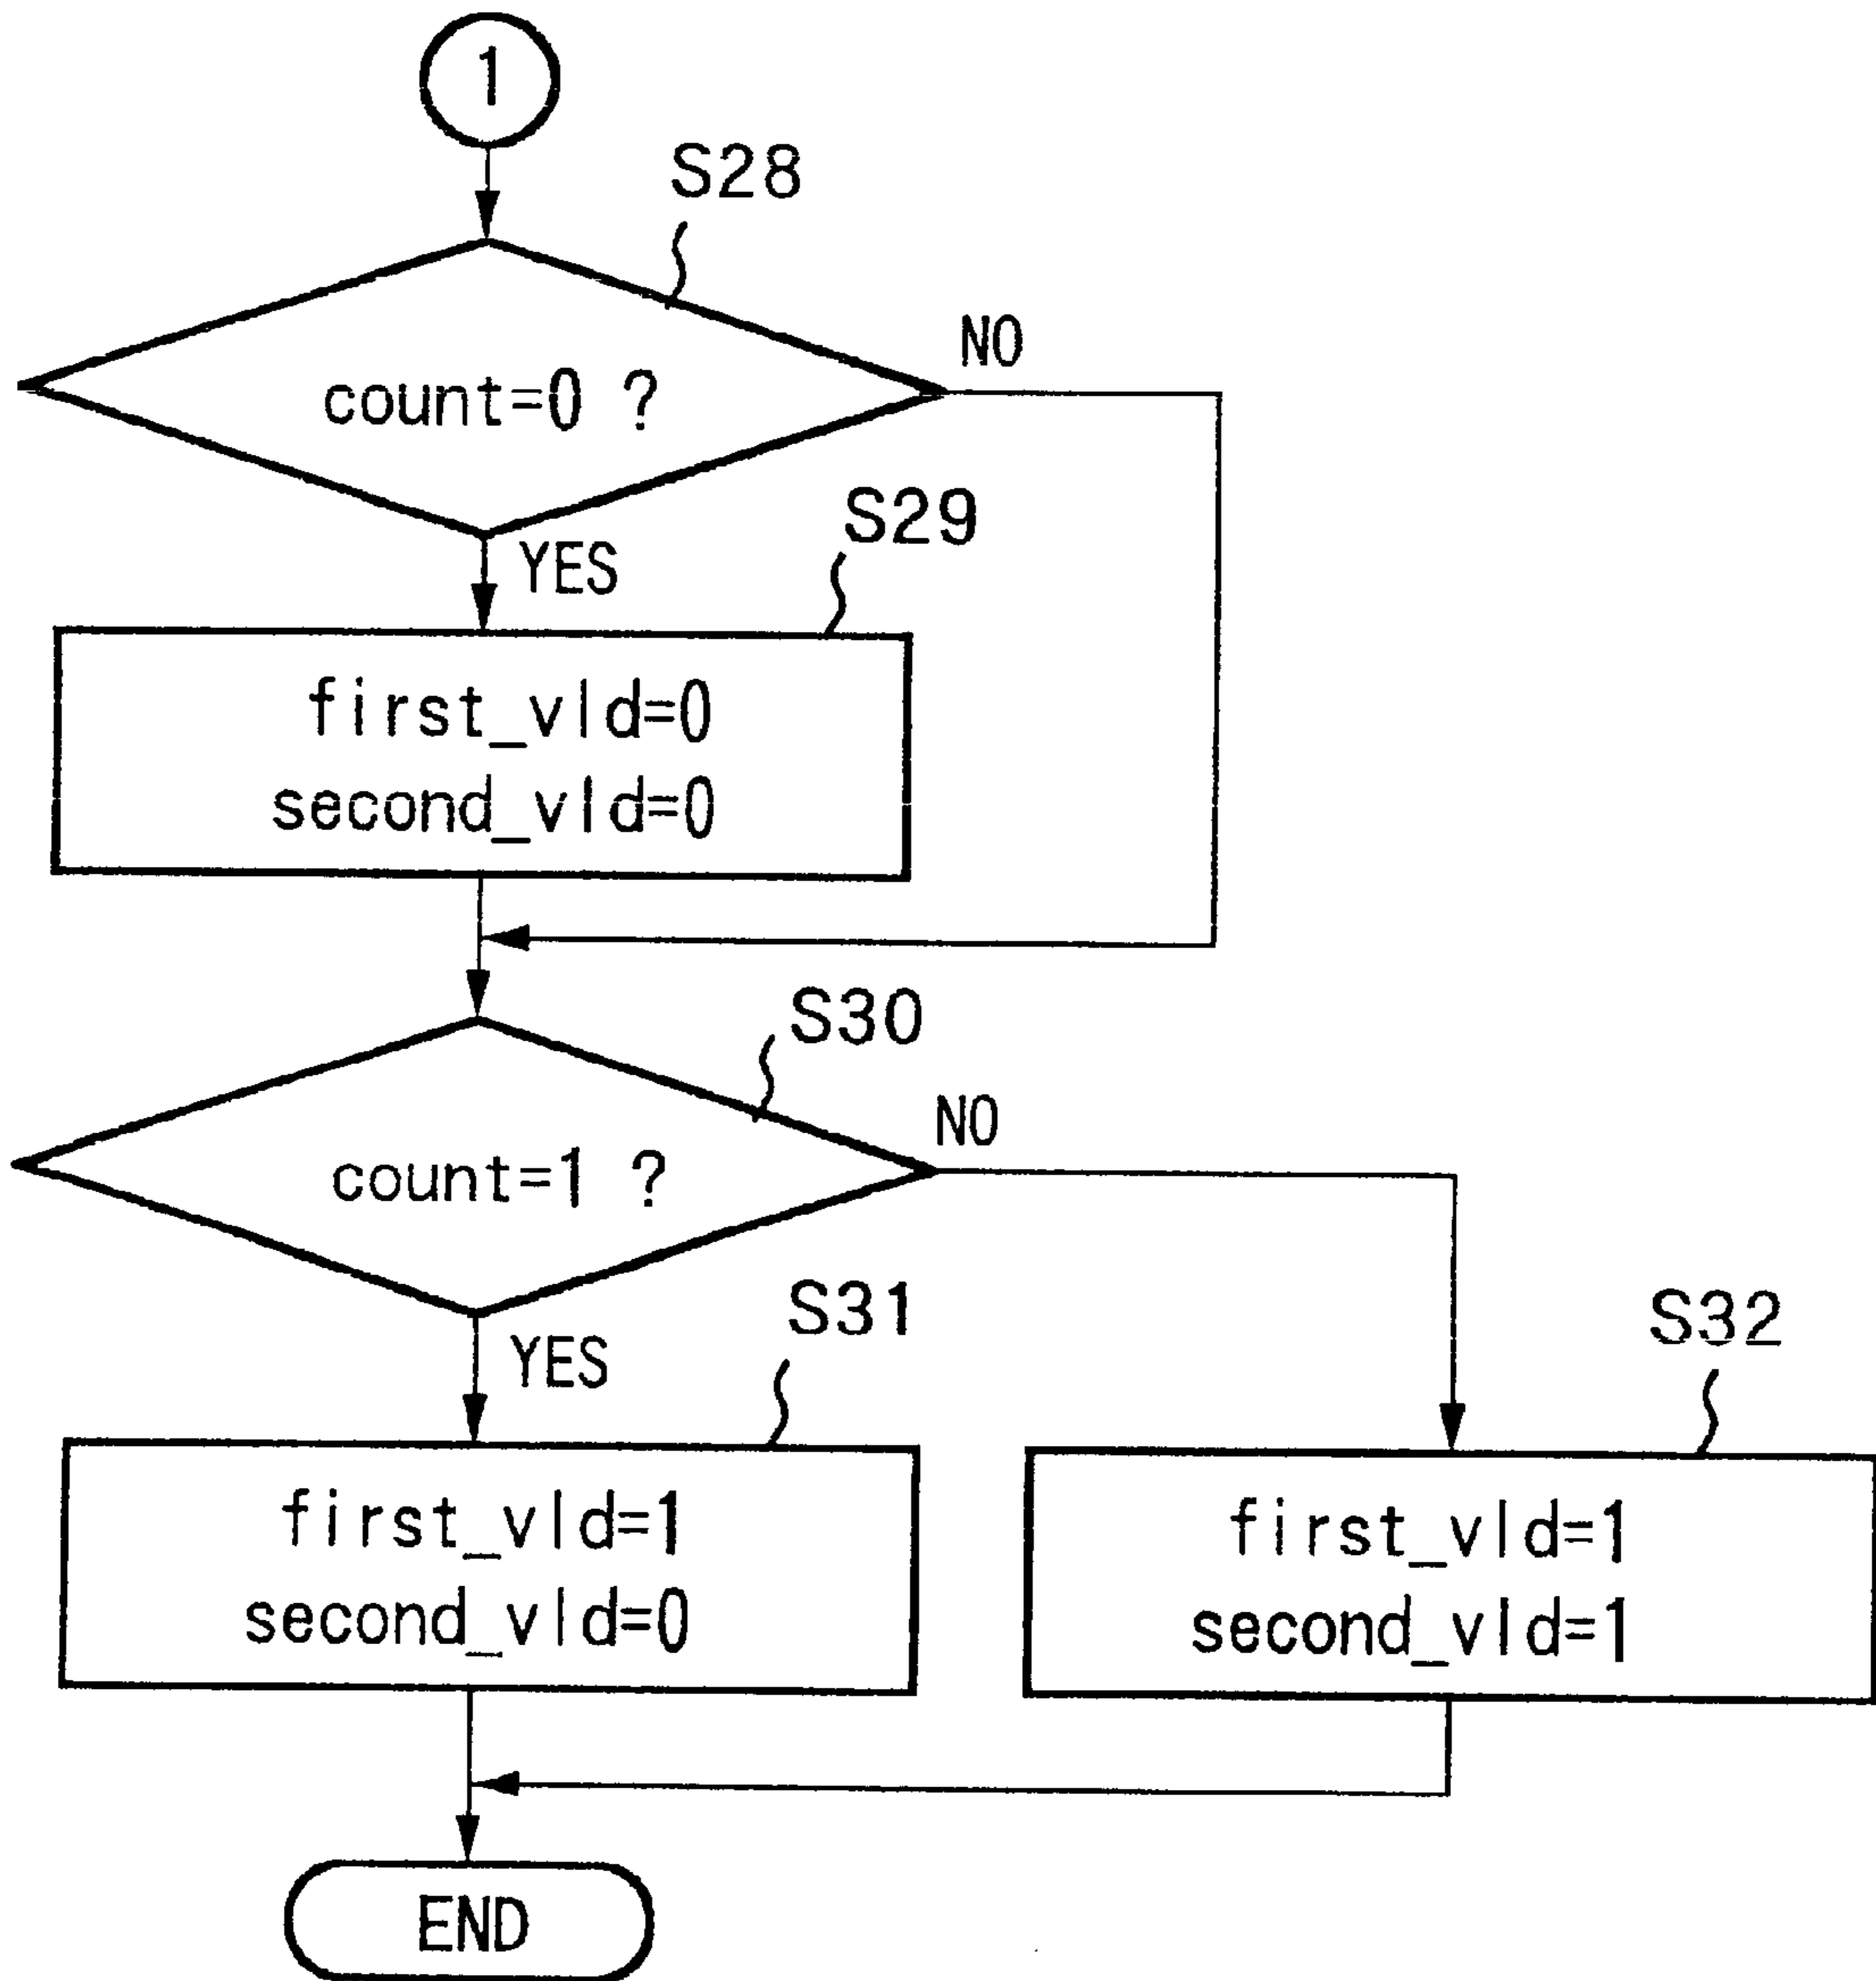 1
S28
count=0 ?
NO
YES
S29
first_vld=0
second_vld=0
S30
count=1 ?
NO
YES
S31
S32
first_vld=1
second_vld=0
first_vld=1
second_vld=1
END